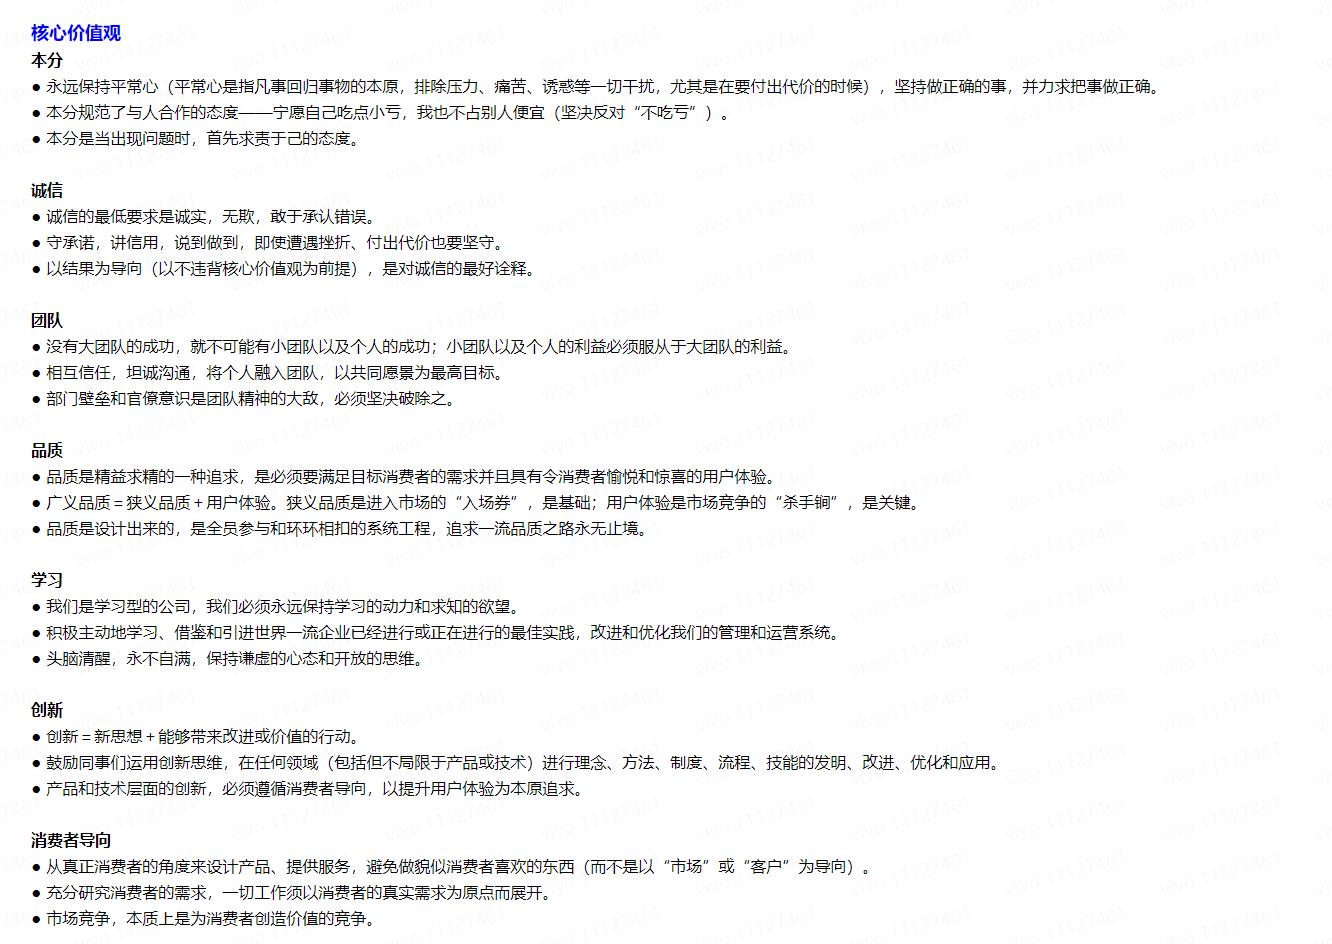 核心价值观
本分
● 永远保持平常心（平常心是指凡事回归事物的本原，排除压力、痛苦、诱惑等一切干扰，尤其是在要付出代价的时候），坚持做正确的事，并力求把事做正确。
● 本分规范了与人合作的态度——宁愿自己吃点小亏，我也不占别人便宜（坚决反对“不吃亏”）。
● 本分是当出现问题时，首先求责于己的态度。
诚信
● 诚信的最低要求是诚实，无欺，敢于承认错误。
● 守承诺，讲信用，说到做到，即使遭遇挫折、付出代价也要坚守。
● 以结果为导向（以不违背核心价值观为前提），是对诚信的最好诠释。
团队
● 没有大团队的成功，就不可能有小团队以及个人的成功；小团队以及个人的利益必须服从于大团队的利益。
● 相互信任，坦诚沟通，将个人融入团队，以共同愿景为最高目标。
● 部门壁垒和官僚意识是团队精神的大敌，必须坚决破除之。
品质
● 品质是精益求精的一种追求，是必须要满足目标消费者的需求并且具有令消费者愉悦和惊喜的用户体验。
● 广义品质＝狭义品质＋用户体验。狭义品质是进入市场的“入场券”，是基础；用户体验是市场竞争的“杀手锏”，是关键。
● 品质是设计出来的，是全员参与和环环相扣的系统工程，追求一流品质之路永无止境。
学习
● 我们是学习型的公司，我们必须永远保持学习的动力和求知的欲望。
● 积极主动地学习、借鉴和引进世界一流企业已经进行或正在进行的最佳实践，改进和优化我们的管理和运营系统。
● 头脑清醒，永不自满，保持谦虚的心态和开放的思维。
创新
● 创新＝新思想＋能够带来改进或价值的行动。
● 鼓励同事们运用创新思维，在任何领域（包括但不局限于产品或技术）进行理念、方法、制度、流程、技能的发明、改进、优化和应用。
● 产品和技术层面的创新，必须遵循消费者导向，以提升用户体验为本原追求。
消费者导向
● 从真正消费者的角度来设计产品、提供服务，避免做貌似消费者喜欢的东西（而不是以“市场”或“客户”为导向）。
● 充分研究消费者的需求，一切工作须以消费者的真实需求为原点而展开。
● 市场竞争，本质上是为消费者创造价值的竞争。
vivo 11127461